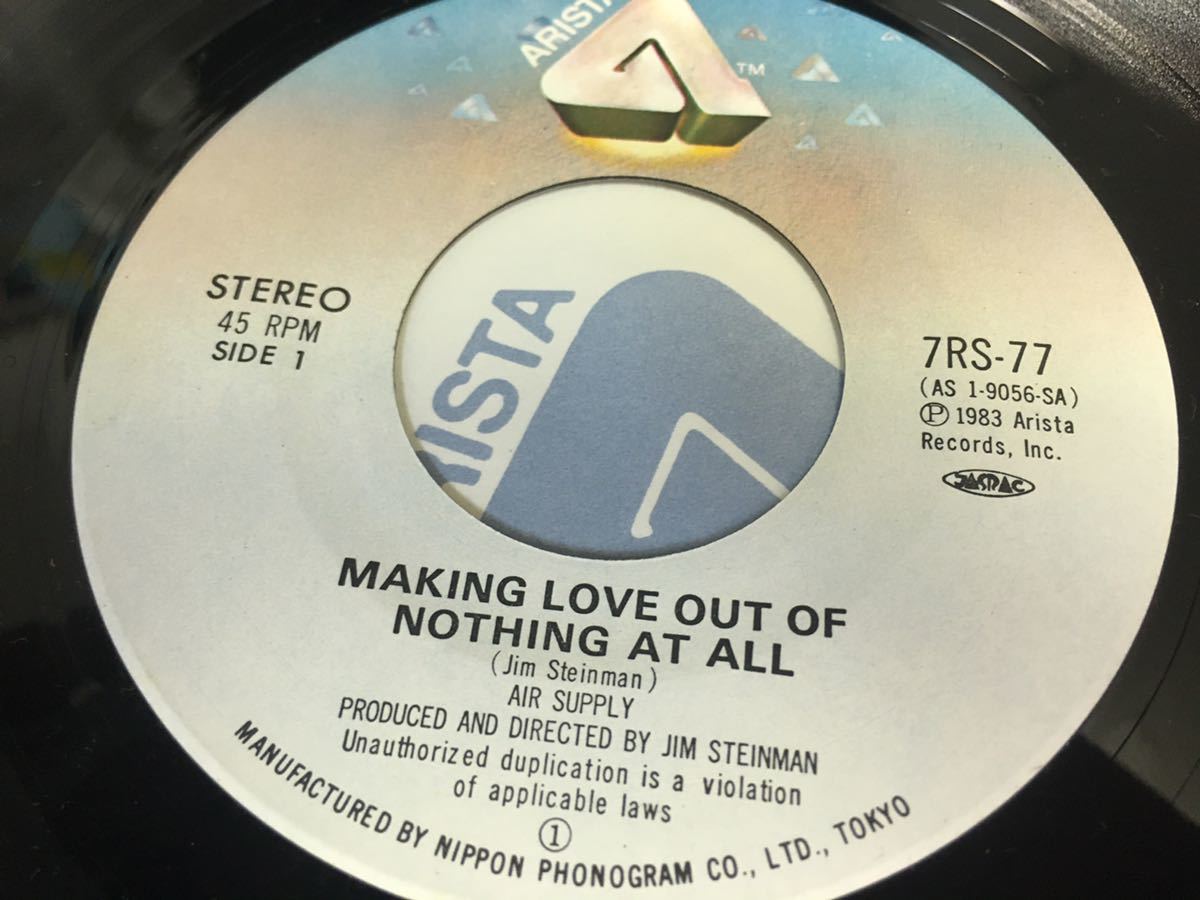 ARISTA
TM
ARISTA
STEREO
45 RPM
SIDE 1
7RS-77
(AS 1-9056-SA)
Ⓟ 1983 Arista
Records, Inc.
JASRAC
MAKING LOVE OUT OF
NOTHING AT ALL
(Jim Steinman)
AIR SUPPLY
PRODUCED AND DIRECTED BY JIM STEINMAN
Unauthorized duplication is a violation
of applicable laws
①
MANUFACTURED BY NIPPON PHONOGRAM CO., LTD., TOKYO